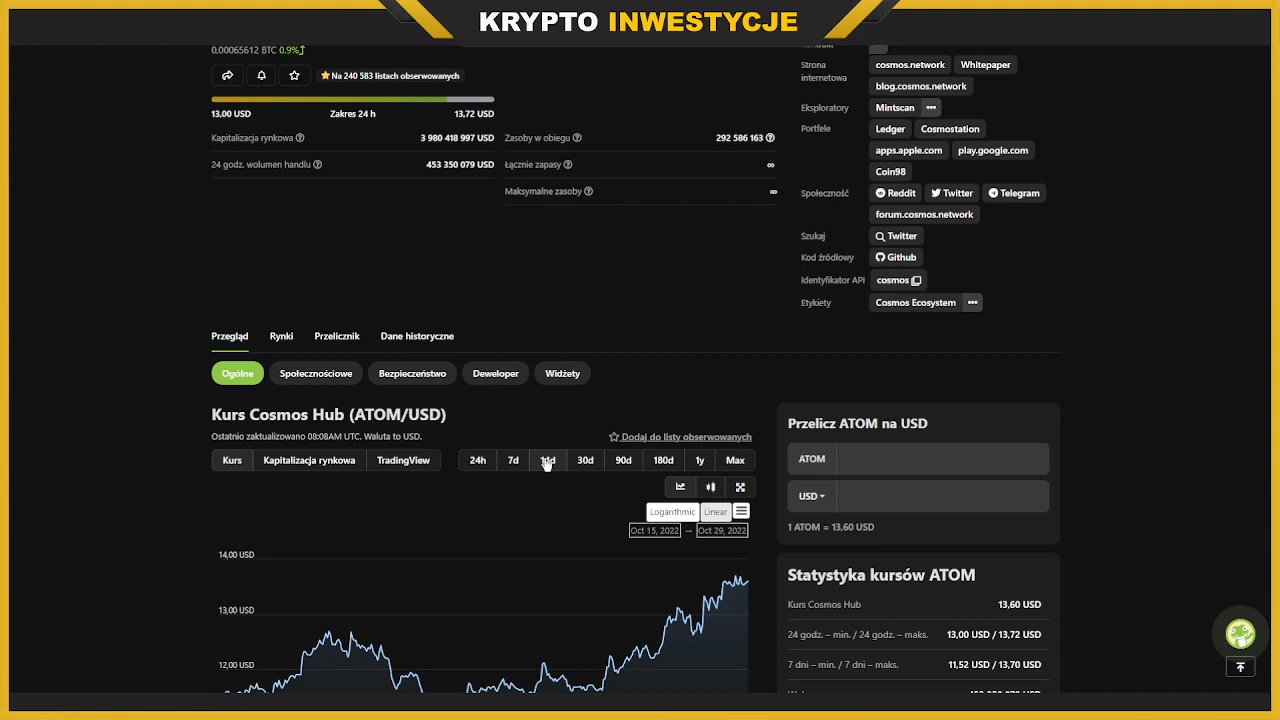 KRYPTO INWESTYCJE
0,00065612 BTC 0.9%
Na 240 583 listach obserwowanych
13,00 USD Zakres 24 h 13,72 USD
Kapitalizacja rynkowa 3 980 418 997 USD
24 godz. wolumen handlu 453 350 079 USD
Zasoby w obiegu 292 586 163
Łącznie zapasy ∞
Maksymalne zasoby ∞
Strona internetowa cosmos.network Whitepaper
blog.cosmos.network
Eksploratory Mintscan •••
Portfele Ledger Cosmostation
apps.apple.com play.google.com
Coin98
Społeczność Reddit Twitter Telegram
forum.cosmos.network
Szukaj Twitter
Kod źródłowy Github
Identyfikator API cosmos
Etykiety Cosmos Ecosystem •••
Przegląd Rynki Przelicznik Dane historyczne
Ogólne Społecznościowe Bezpieczeństwo Deweloper Widżety
Kurs Cosmos Hub (ATOM/USD)
Ostatnio zaktualizowano 08:08AM UTC. Waluta to USD.
Dodaj do listy obserwowanych
Kurs Kapitalizacja rynkowa TradingView 24h 7d 30d 90d 180d 1y Max
Logarithmic Linear
Oct 15, 2022 → Oct 29, 2022
14,00 USD
13,00 USD
12,00 USD
Przelicz ATOM na USD
ATOM
USD
1 ATOM = 13,60 USD
Statystyka kursów ATOM
Kurs Cosmos Hub 13,60 USD
24 godz. – min. / 24 godz. – maks. 13,00 USD / 13,72 USD
7 dni – min. / 7 dni – maks. 11,52 USD / 13,70 USD